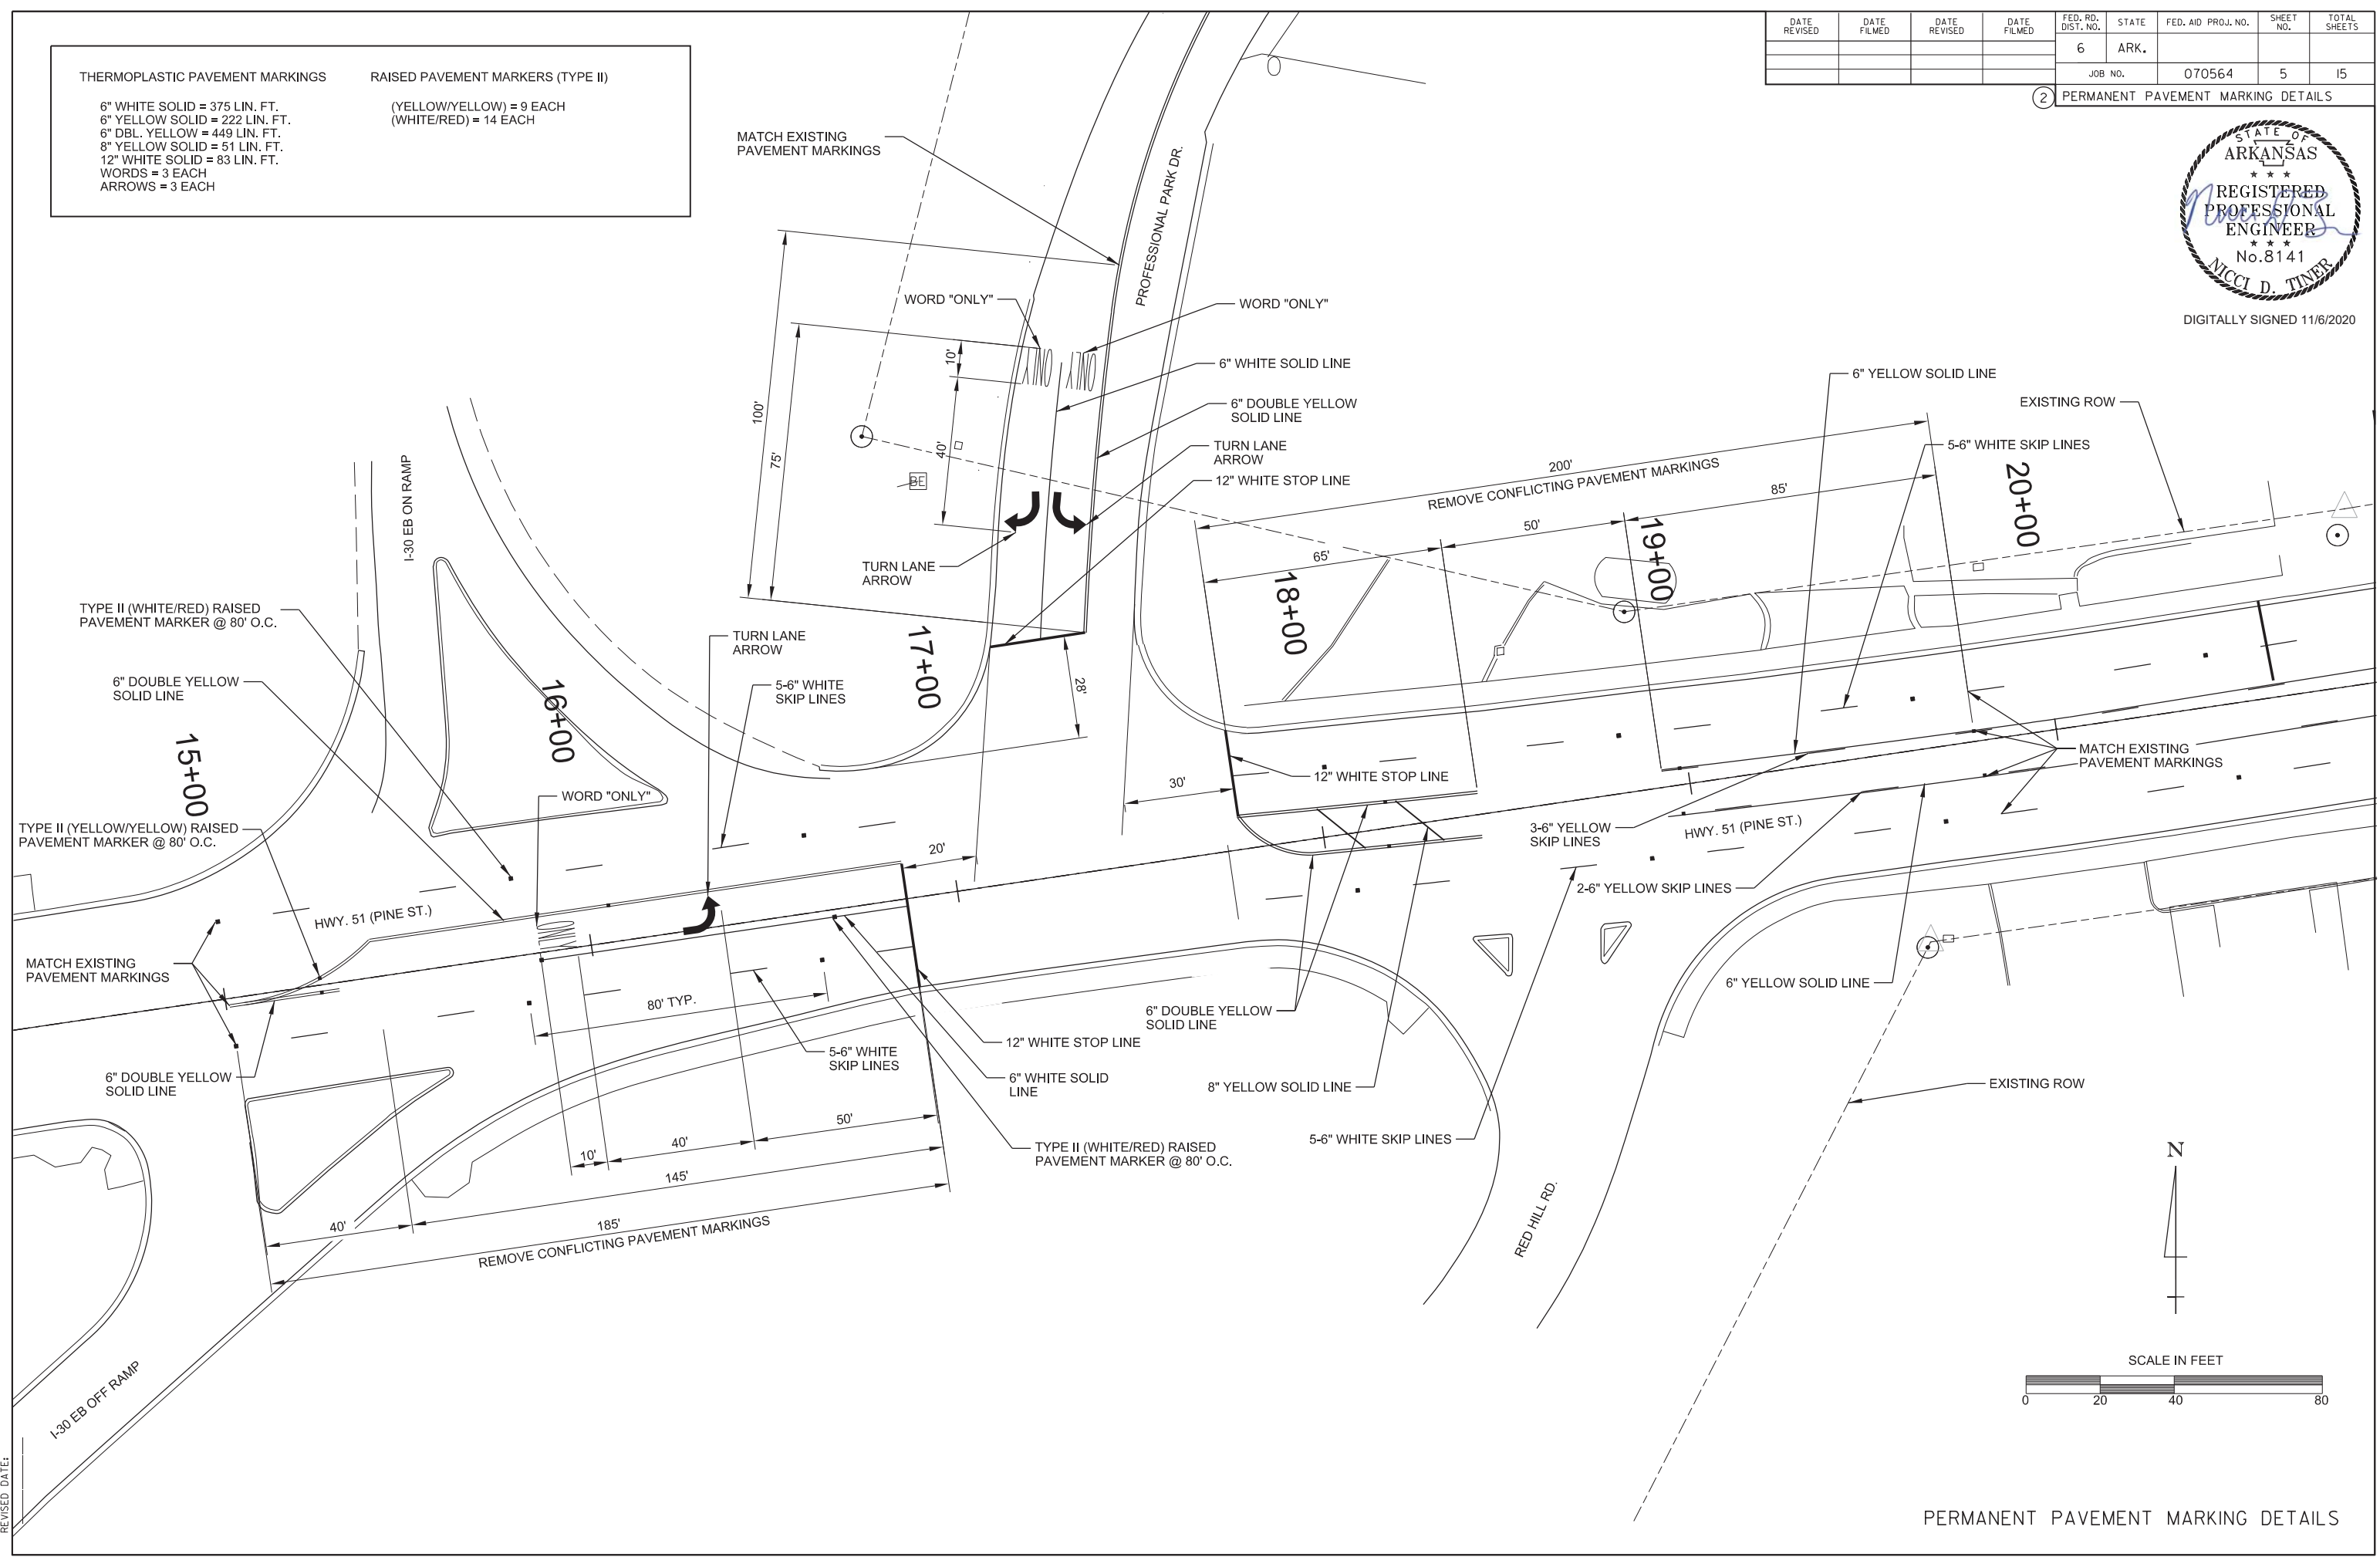 DATE REVISED
DATE FILMED
DATE REVISED
DATE FILMED
FED. RD. DIST. NO.
STATE
FED. AID PROJ. NO.
SHEET NO.
TOTAL SHEETS
6
ARK.
JOB NO.
070564
5
15
2
PERMANENT PAVEMENT MARKING DETAILS
THERMOPLASTIC PAVEMENT MARKINGS
6" WHITE SOLID = 375 LIN. FT.
6" YELLOW SOLID = 222 LIN. FT.
6" DBL. YELLOW = 449 LIN. FT.
8" YELLOW SOLID = 51 LIN. FT.
12" WHITE SOLID = 83 LIN. FT.
WORDS = 3 EACH
ARROWS = 3 EACH
RAISED PAVEMENT MARKERS (TYPE II)
(YELLOW/YELLOW) = 9 EACH
(WHITE/RED) = 14 EACH
STATE OF
ARKANSAS
★ ★ ★
REGISTERED
PROFESSIONAL
ENGINEER
★ ★ ★
No.8141
NICCI D. TINER
DIGITALLY SIGNED 11/6/2020
MATCH EXISTING
PAVEMENT MARKINGS
PROFESSIONAL PARK DR.
WORD "ONLY"
WORD "ONLY"
ONLY
ONLY
10'
100'
75'
40'
6" WHITE SOLID LINE
6" DOUBLE YELLOW
SOLID LINE
TURN LANE
ARROW
12" WHITE STOP LINE
BE
TURN LANE
ARROW
28'
6" YELLOW SOLID LINE
EXISTING ROW
5-6" WHITE SKIP LINES
200'
REMOVE CONFLICTING PAVEMENT MARKINGS
85'
50'
65'
20+00
19+00
18+00
17+00
16+00
15+00
I-30 EB ON RAMP
TYPE II (WHITE/RED) RAISED
PAVEMENT MARKER @ 80' O.C.
TURN LANE
ARROW
6" DOUBLE YELLOW
SOLID LINE
5-6" WHITE
SKIP LINES
WORD "ONLY"
TYPE II (YELLOW/YELLOW) RAISED
PAVEMENT MARKER @ 80' O.C.
20'
30'
12" WHITE STOP LINE
MATCH EXISTING
PAVEMENT MARKINGS
3-6" YELLOW
SKIP LINES
HWY. 51 (PINE ST.)
2-6" YELLOW SKIP LINES
HWY. 51 (PINE ST.)
ONLY
MATCH EXISTING
PAVEMENT MARKINGS
80' TYP.
6" YELLOW SOLID LINE
6" DOUBLE YELLOW
SOLID LINE
12" WHITE STOP LINE
5-6" WHITE
SKIP LINES
6" DOUBLE YELLOW
SOLID LINE
6" WHITE SOLID
LINE
8" YELLOW SOLID LINE
EXISTING ROW
50'
40'
10'
5-6" WHITE SKIP LINES
TYPE II (WHITE/RED) RAISED
PAVEMENT MARKER @ 80' O.C.
145'
40'
185'
REMOVE CONFLICTING PAVEMENT MARKINGS
RED HILL RD.
N
I-30 EB OFF RAMP
SCALE IN FEET
0 20 40 80
REVISED DATE:
PERMANENT PAVEMENT MARKING DETAILS